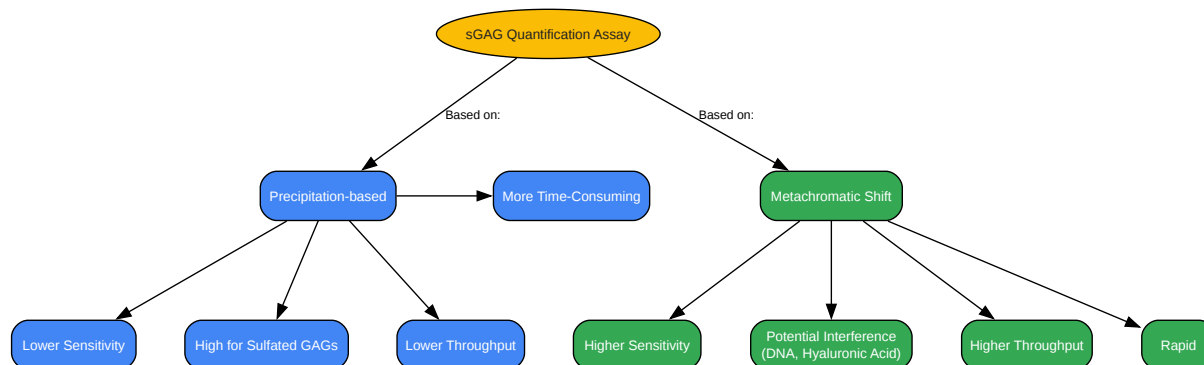 sGAG Quantification Assay
Based on:
Based on:
Precipitation-based
More Time-Consuming
Metachromatic Shift
Lower Sensitivity
High for Sulfated GAGs
Lower Throughput
Higher Sensitivity
Potential Interference
(DNA, Hyaluronic Acid)
Higher Throughput
Rapid